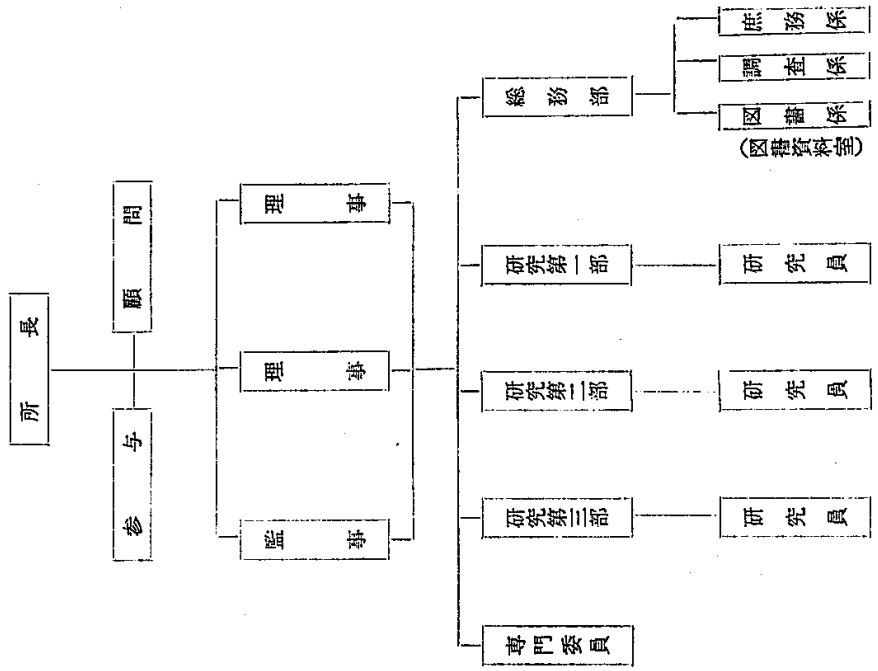 所長
顧問
参与
理事
理事
監事
総務部
研究第一部
研究第二部
研究第三部
専門委員
庶務係
調査係
図書係
(図書資料室)
研究員
研究員
研究員